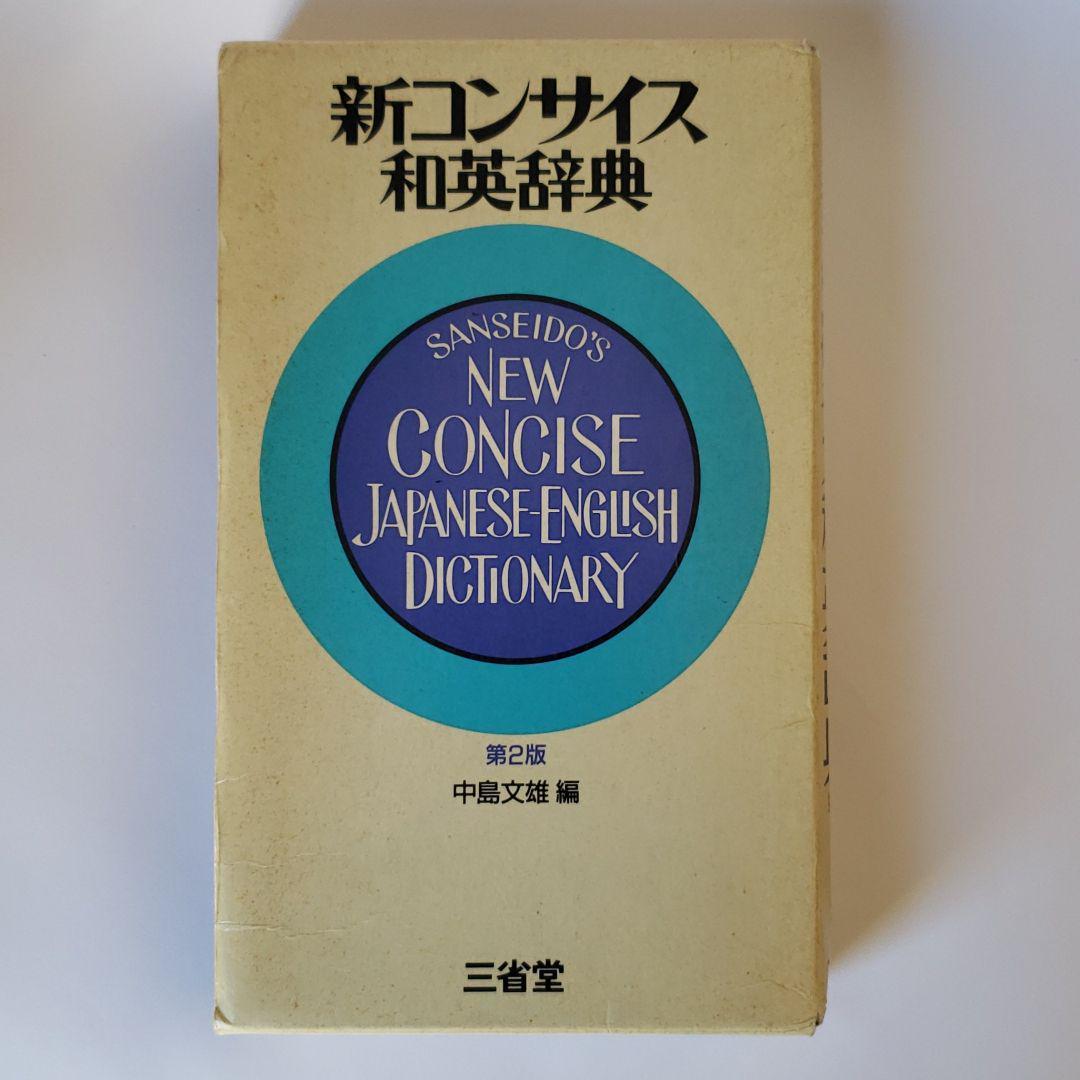 新コンサイス
和英辞典
SANSEIDO'S
NEW
CONCISE
JAPANESE-ENGLISH
DICTIONARY
第2版
中島文雄 編
三省堂